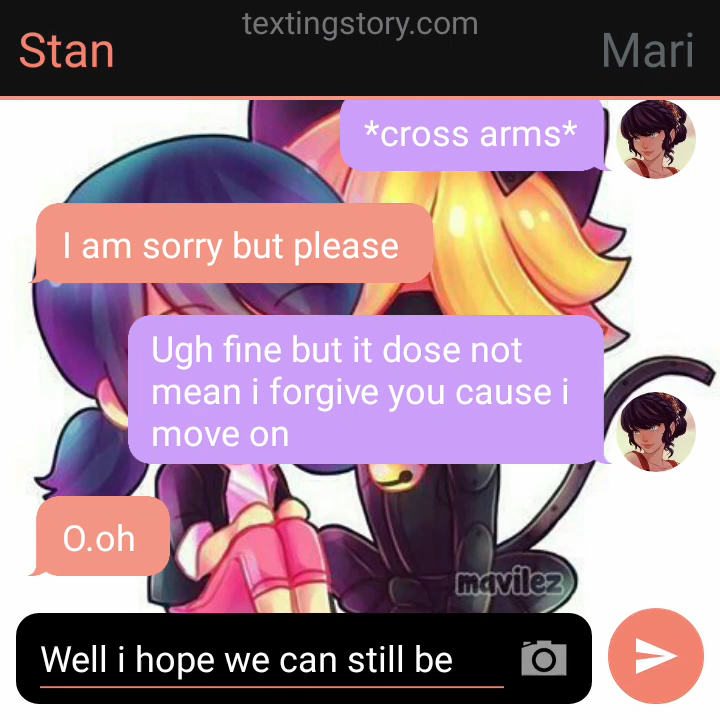 textingstory.com
Stan
Mari
*cross arms*
I am sorry but please
Ugh fine but it dose not
mean i forgive you cause i
move on
O.oh
mavilez
Well i hope we can still be